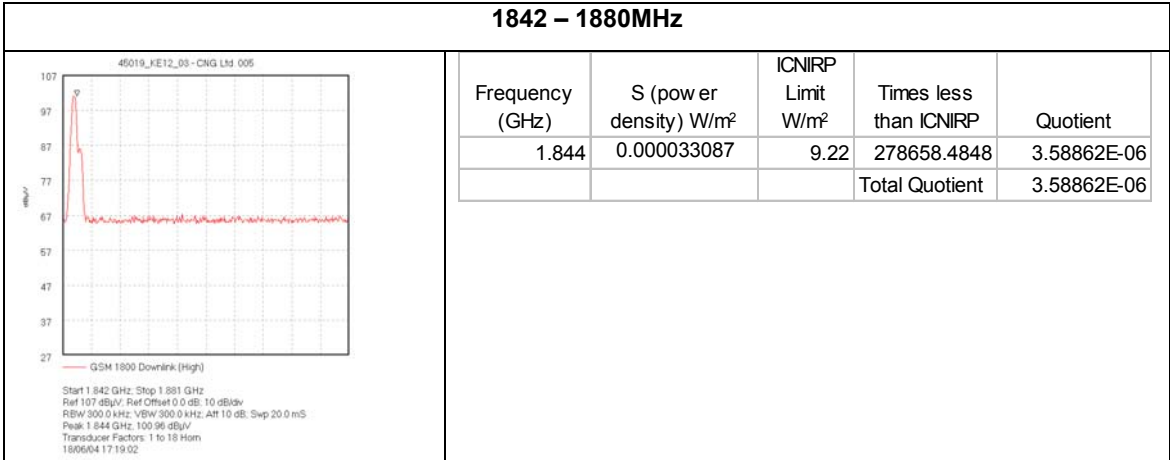 1842 – 1880MHz
45019_KE12_03 - CNG Ltd. 005
107
97
87
77
67
57
47
37
27
dBµV
GSM 1800 Downlink (High)
Start 1.842 GHz; Stop 1.881 GHz
Ref 107 dBµV; Ref Offset 0.0 dB; 10 dB/div
RBW 300.0 kHz; VBW 300.0 kHz; Att 10 dB; Swp 20.0 mS
Peak 1.844 GHz, 100.96 dBµV
Transducer Factors: 1 to 18 Horn
18/06/04 17:19:02
Frequency (GHz) S (power density) W/m² ICNIRP Limit W/m² Times less than ICNIRP Quotient
1.844 0.000033087 9.22 278658.4848 3.58862E-06
Total Quotient 3.58862E-06